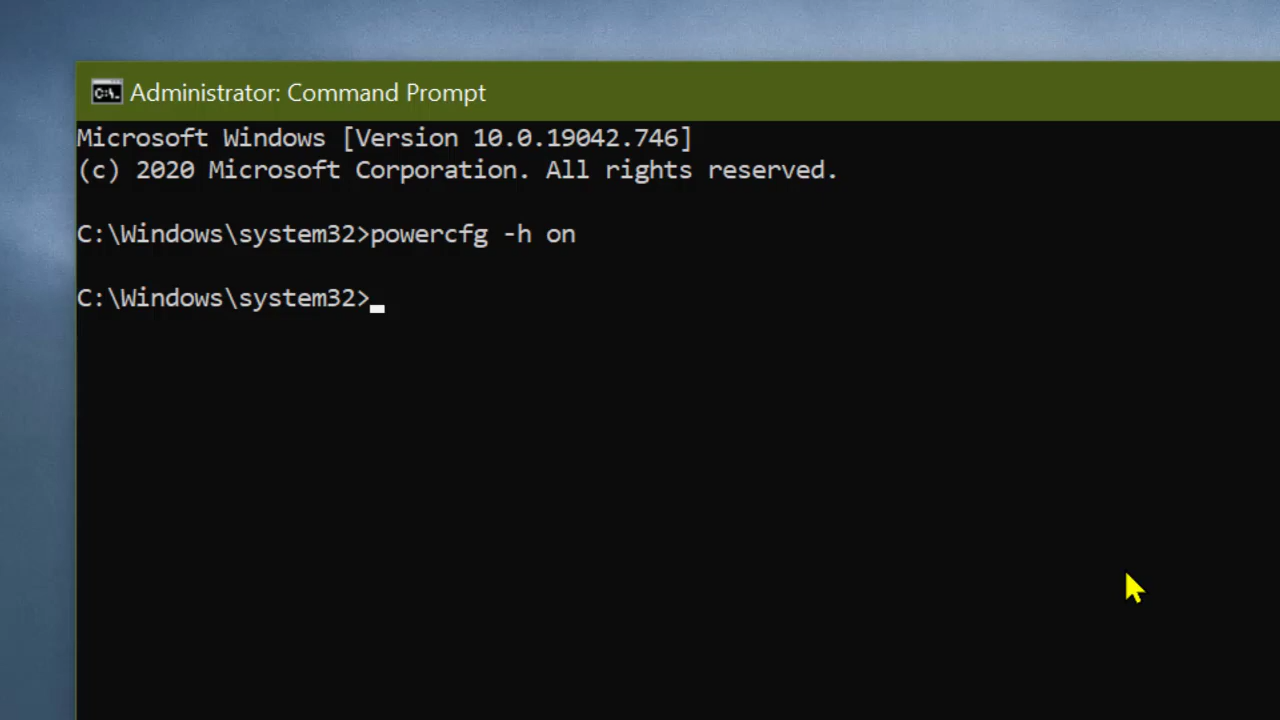 Administrator: Command Prompt
Microsoft Windows [Version 10.0.19042.746]
(c) 2020 Microsoft Corporation. All rights reserved.
C:\Windows\system32>powercfg -h on
C:\Windows\system32>